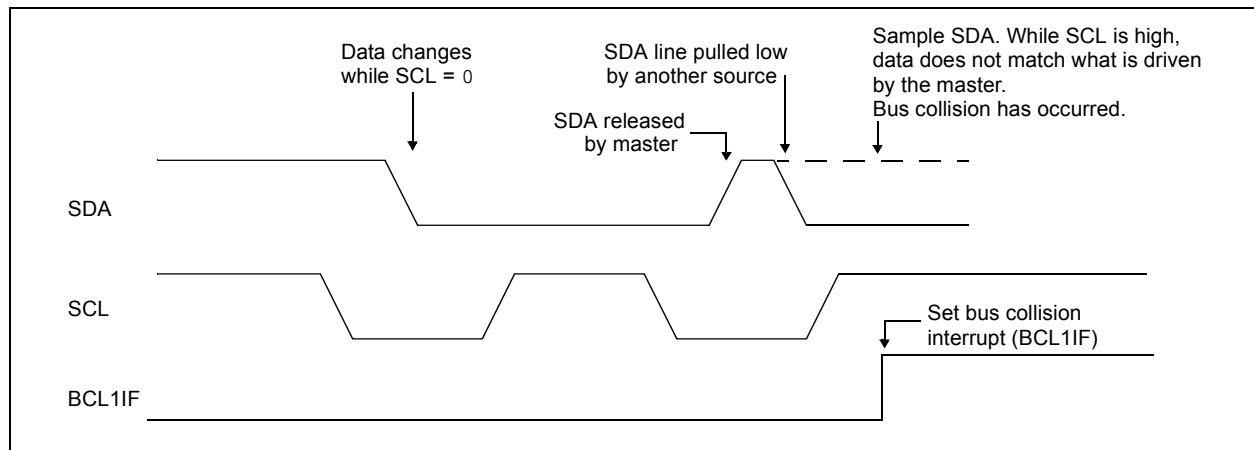 Data changes
while SCL = 0
SDA line pulled low
by another source
Sample SDA. While SCL is high,
data does not match what is driven
by the master.
Bus collision has occurred.
SDA released
by master
SDA
SCL
Set bus collision
interrupt (BCL1IF)
BCL1IF